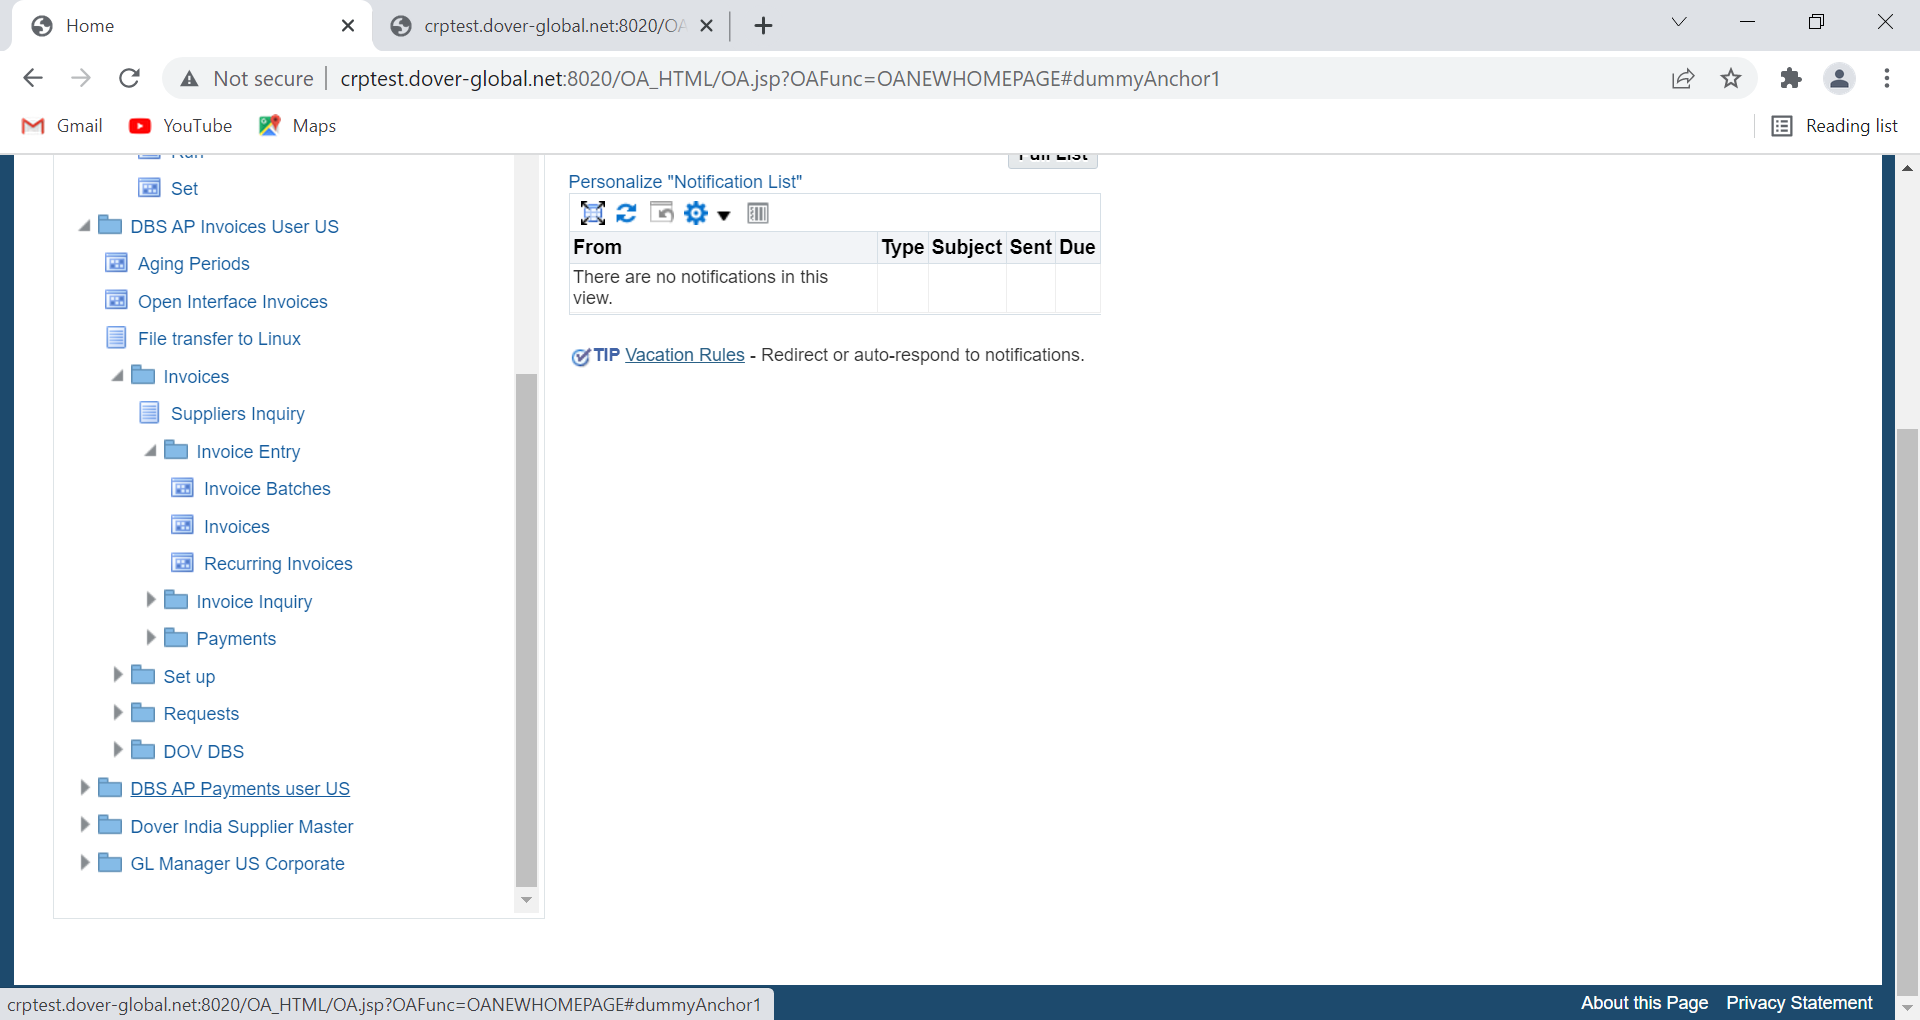 Home
crptest.dover-global.net:8020/OA
Not secure
crptest.dover-global.net:8020/OA_HTML/OA.jsp?OAFunc=OANEWHOMEPAGE#dummyAnchor1
Gmail
YouTube
Maps
Reading list
Run
Set
DBS AP Invoices User US
Aging Periods
Open Interface Invoices
File transfer to Linux
Invoices
Suppliers Inquiry
Invoice Entry
Invoice Batches
Invoices
Recurring Invoices
Invoice Inquiry
Payments
Set up
Requests
DOV DBS
DBS AP Payments user US
Dover India Supplier Master
GL Manager US Corporate
Full List
Personalize "Notification List"
From Type Subject Sent Due
There are no notifications in this
view.
TIP Vacation Rules - Redirect or auto-respond to notifications.
crptest.dover-global.net:8020/OA_HTML/OA.jsp?OAFunc=OANEWHOMEPAGE#dummyAnchor1
About this Page Privacy Statement